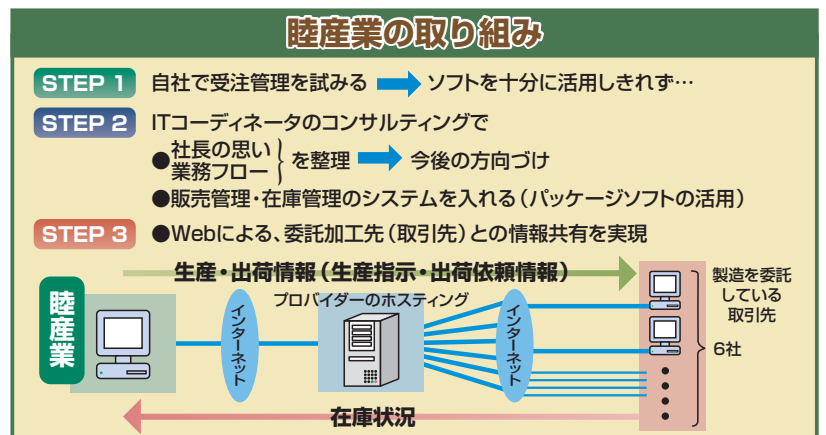 睦産業の取り組み
STEP 1 自社で受注管理を試みる ソフトを十分に活用しきれず…
STEP 2 ITコーディネータのコンサルティングで
●社長の思い
業務フロー を整理 今後の方向づけ
●販売管理・在庫管理のシステムを入れる（パッケージソフトの活用）
STEP 3 ●Webによる、委託加工先（取引先）との情報共有を実現
生産・出荷情報（生産指示・出荷依頼情報）
プロバイダーのホスティング
睦産業
インターネット
インターネット
製造を委託
している
取引先
6社
在庫状況